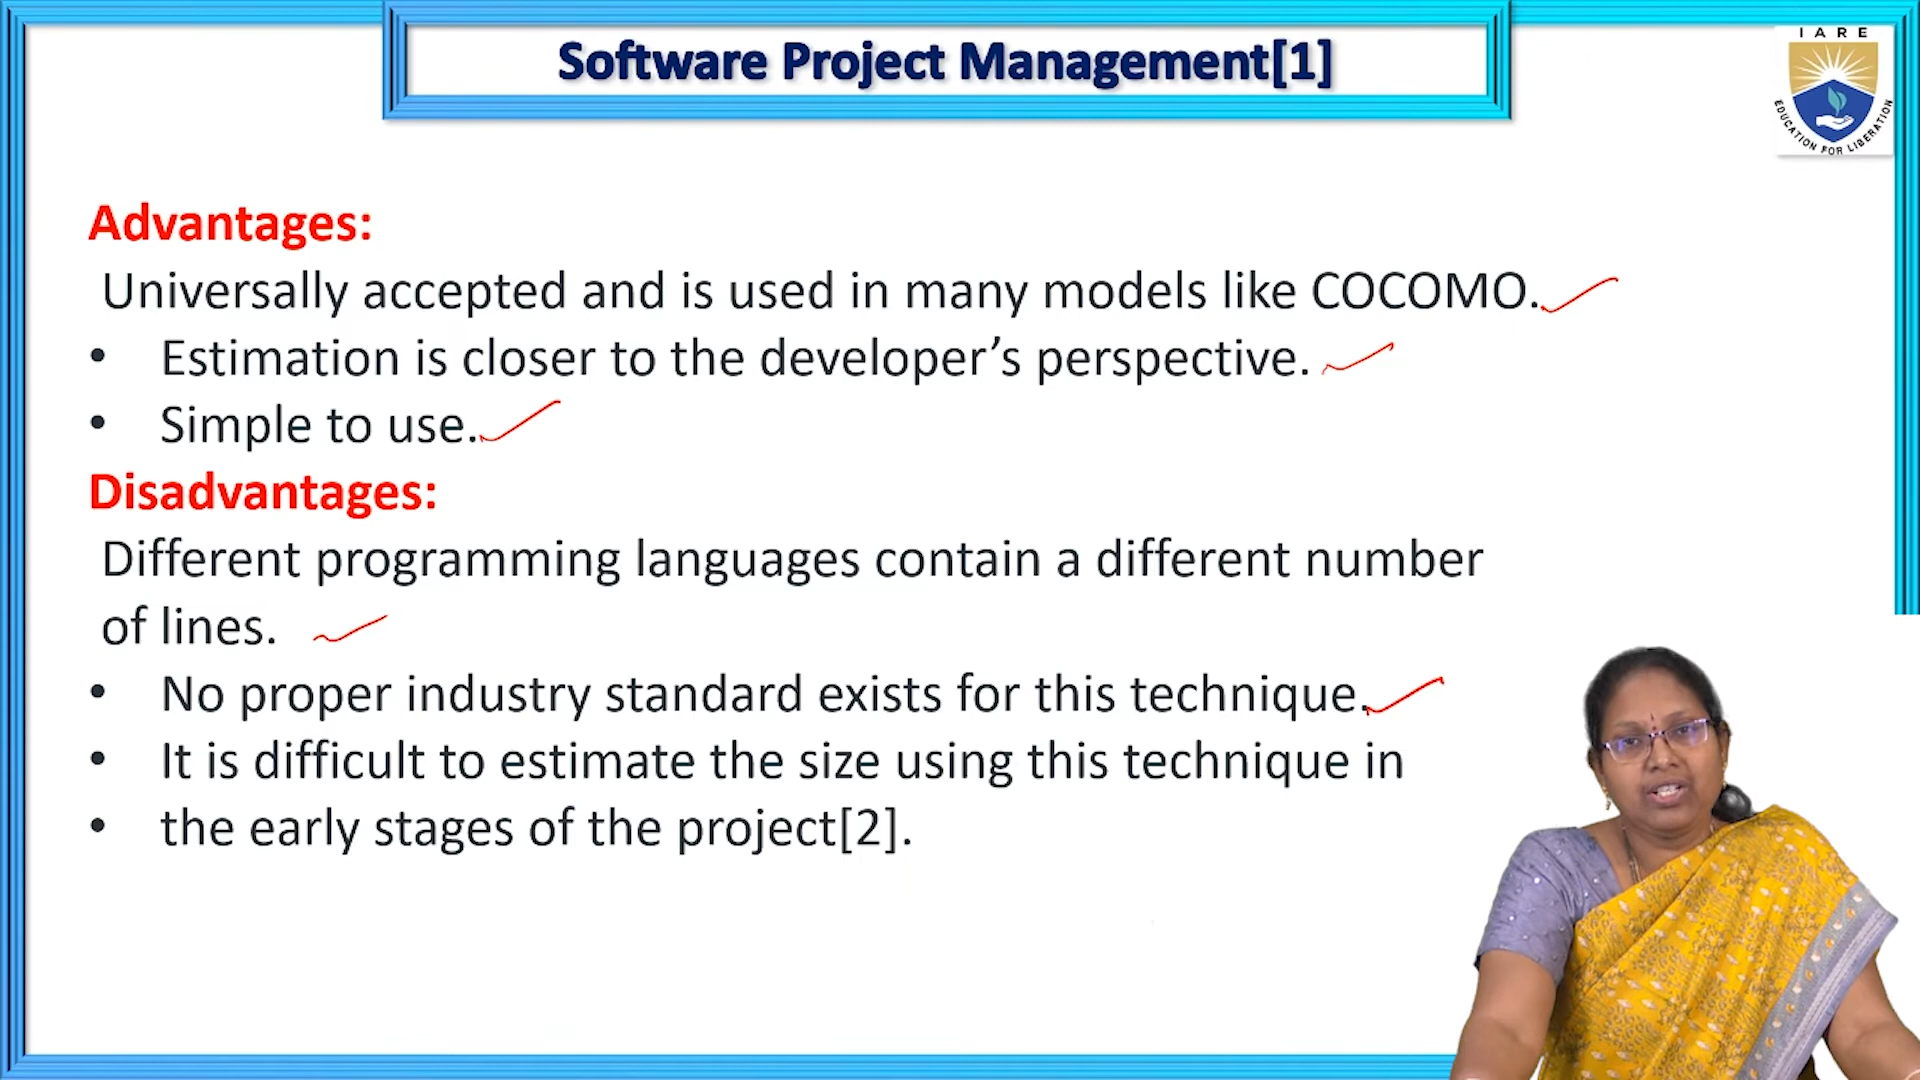 Software Project Management[1]
IARE
EDUCATION FOR LIBERATION
Advantages:
Universally accepted and is used in many models like COCOMO.
• Estimation is closer to the developer’s perspective.
• Simple to use.
Disadvantages:
Different programming languages contain a different number
of lines.
• No proper industry standard exists for this technique.
• It is difficult to estimate the size using this technique in
• the early stages of the project[2].